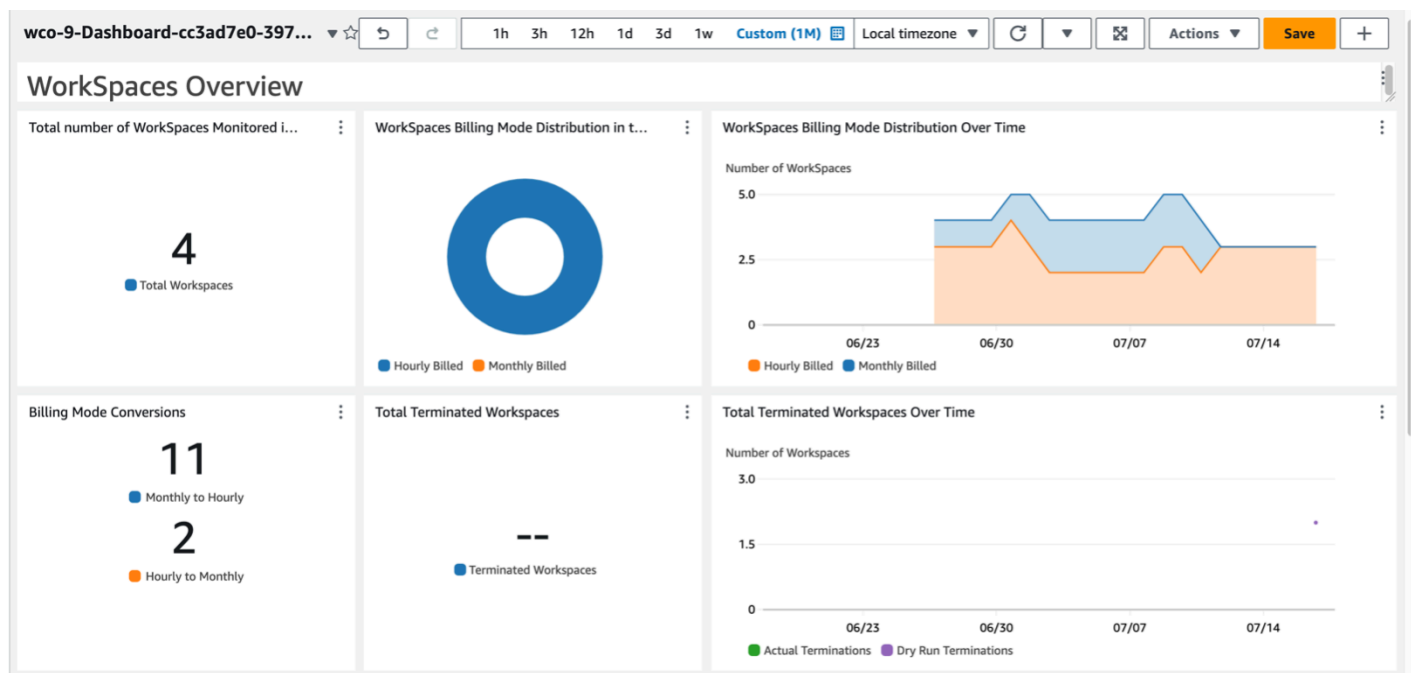 wco-9-Dashboard-cc3ad7e0-397... 1h 3h 12h 1d 3d 1w Custom (1M) Local timezone Actions Save
WorkSpaces Overview
Total number of WorkSpaces Monitored i...
4
Total Workspaces
WorkSpaces Billing Mode Distribution in t...
Hourly Billed Monthly Billed
WorkSpaces Billing Mode Distribution Over Time
Number of WorkSpaces
5.0
2.5
0
06/23 06/30 07/07 07/14
Hourly Billed Monthly Billed
Billing Mode Conversions
11
Monthly to Hourly
2
Hourly to Monthly
Total Terminated Workspaces
--
Terminated Workspaces
Total Terminated Workspaces Over Time
Number of Workspaces
3.0
1.5
0
06/23 06/30 07/07 07/14
Actual Terminations Dry Run Terminations